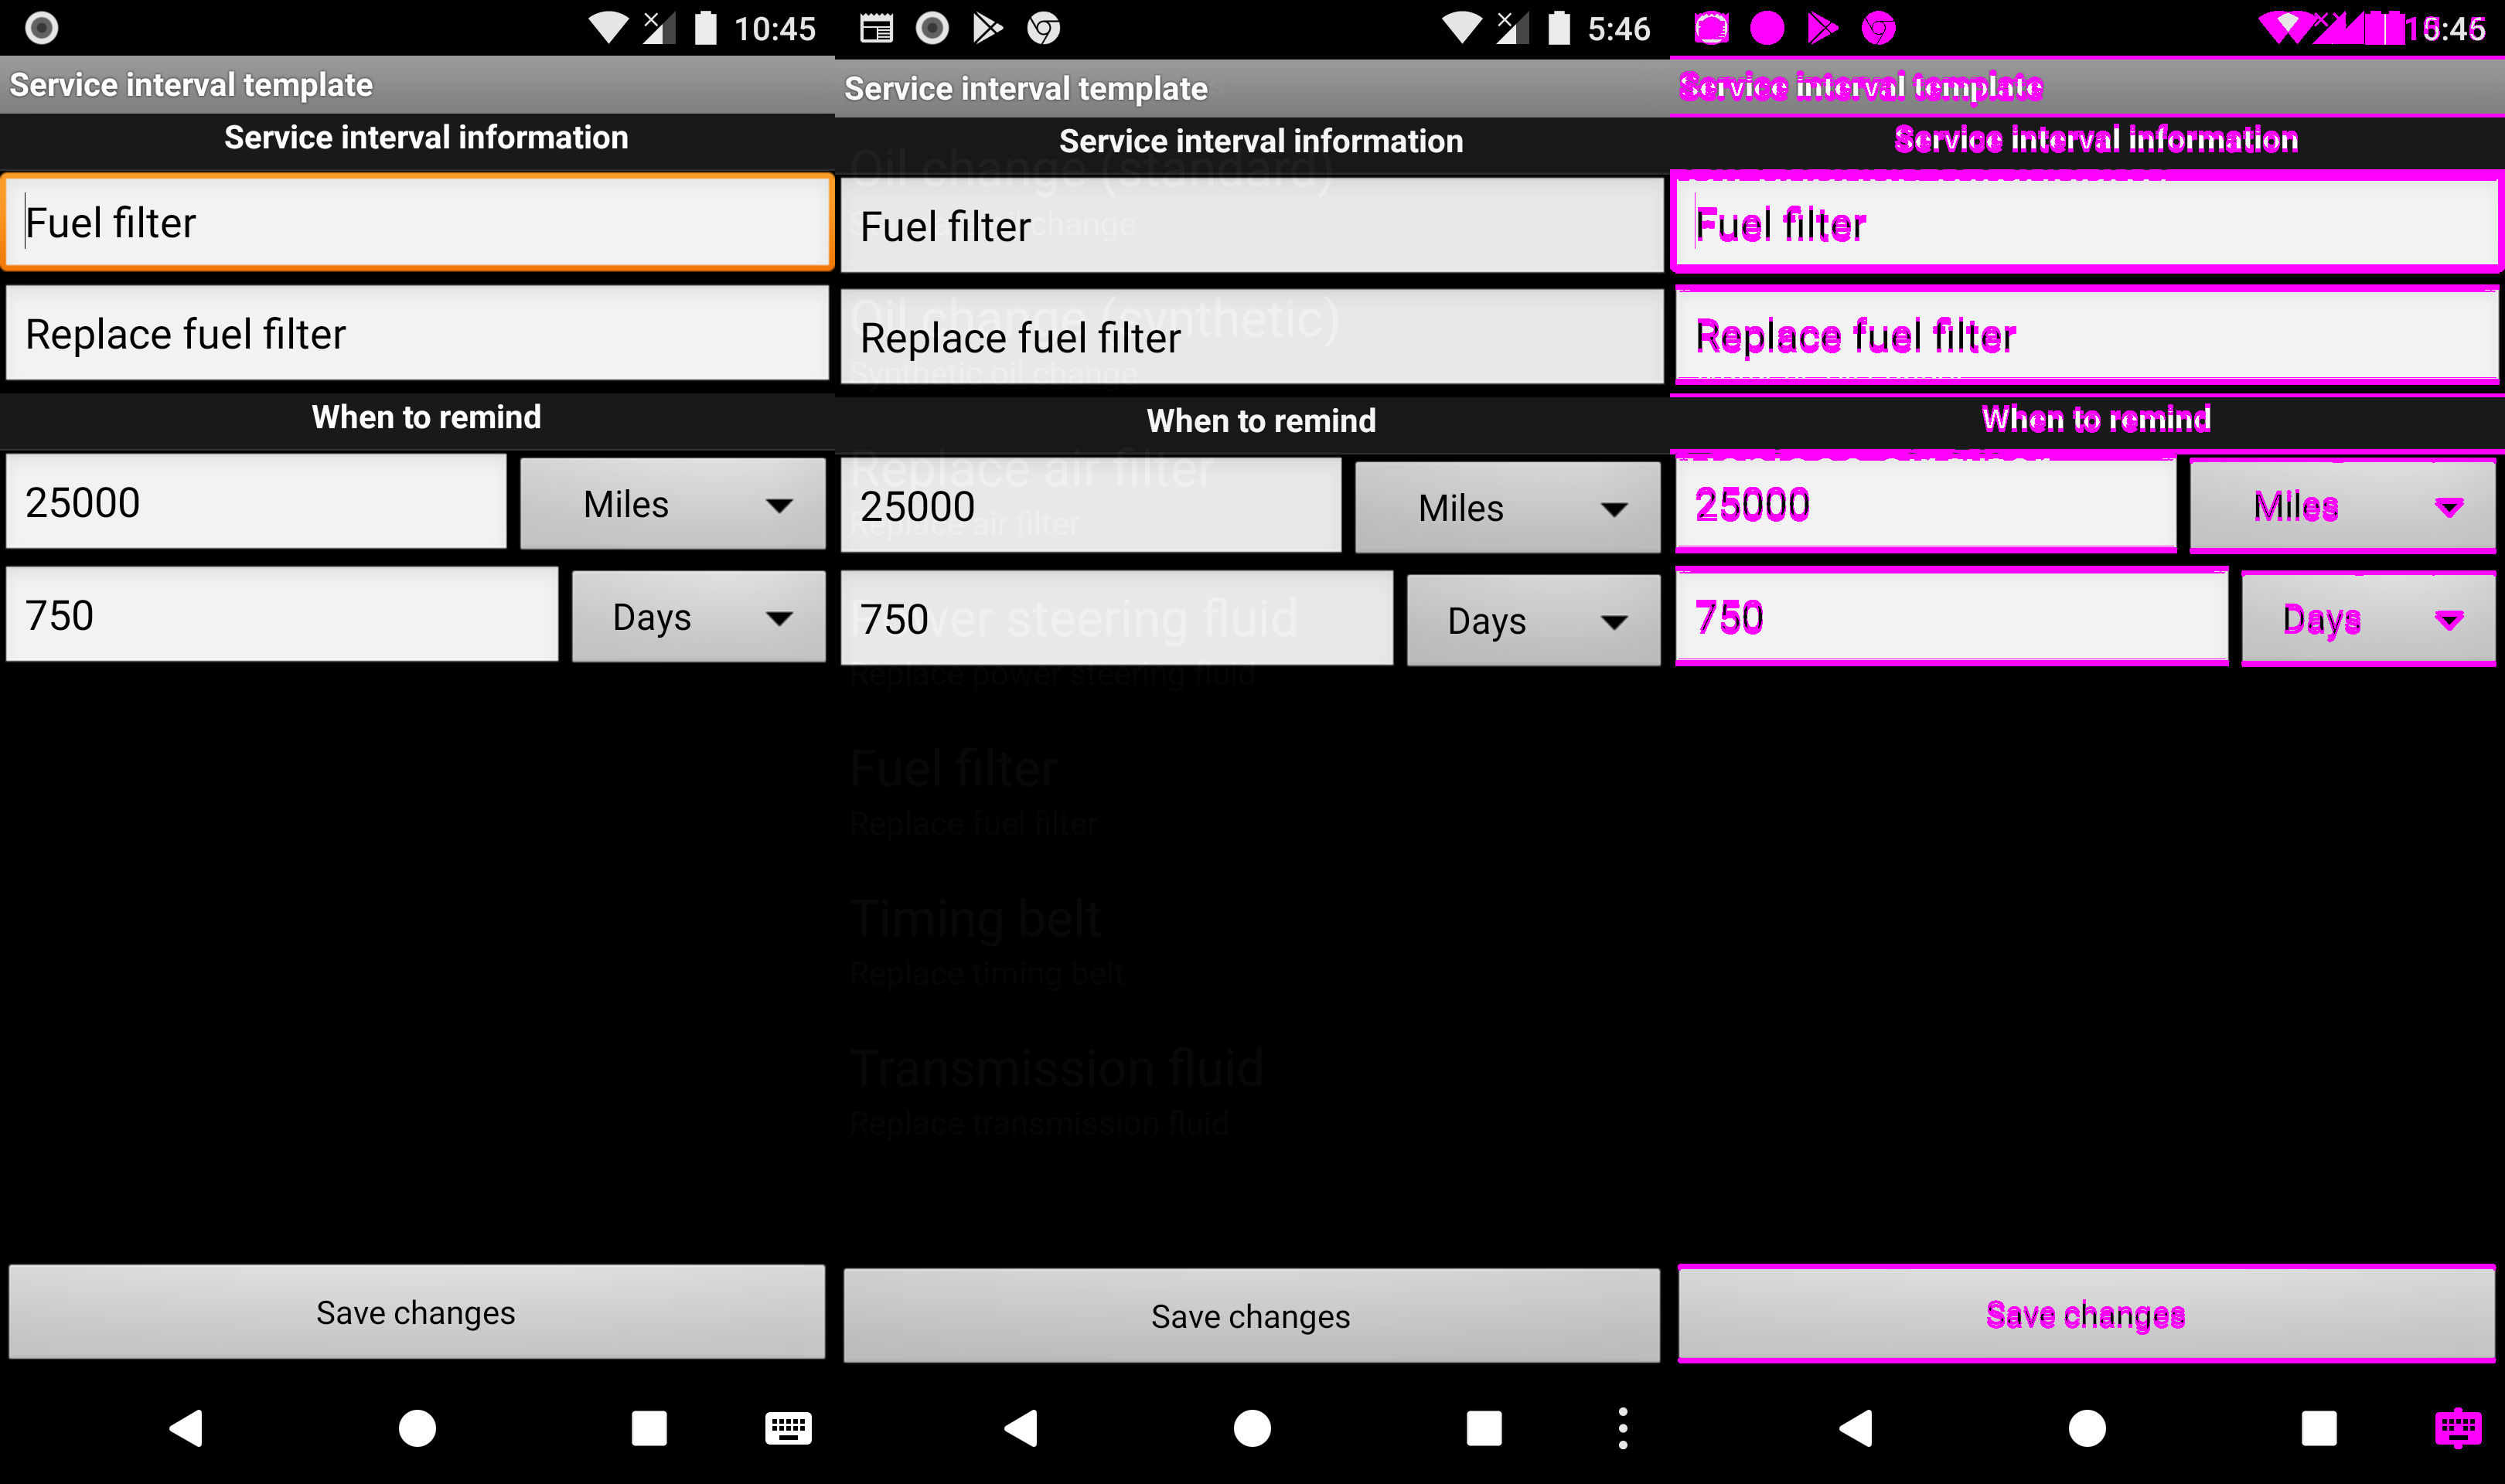 10:45
Service interval template
Service interval information
Fuel filter
Replace fuel filter
When to remind
25000
Miles
750
Days
Save changes
5:46
Service interval template
Service interval information
Oil change (standard)
Fuel filter
change
Oil change (synthetic)
Replace fuel filter
Synthetic oil change
When to remind
Replace air filter
25000
Miles
Replace air filter
Power steering fluid
750
Days
Replace power steering fluid
Fuel filter
Replace fuel filter
Timing belt
Replace timing belt
Transmission fluid
Replace transmission fluid
Save changes
Service interval template
Service interval information
Fuel filter
Replace fuel filter
When to remind
25000
Miles
750
Days
Save changes